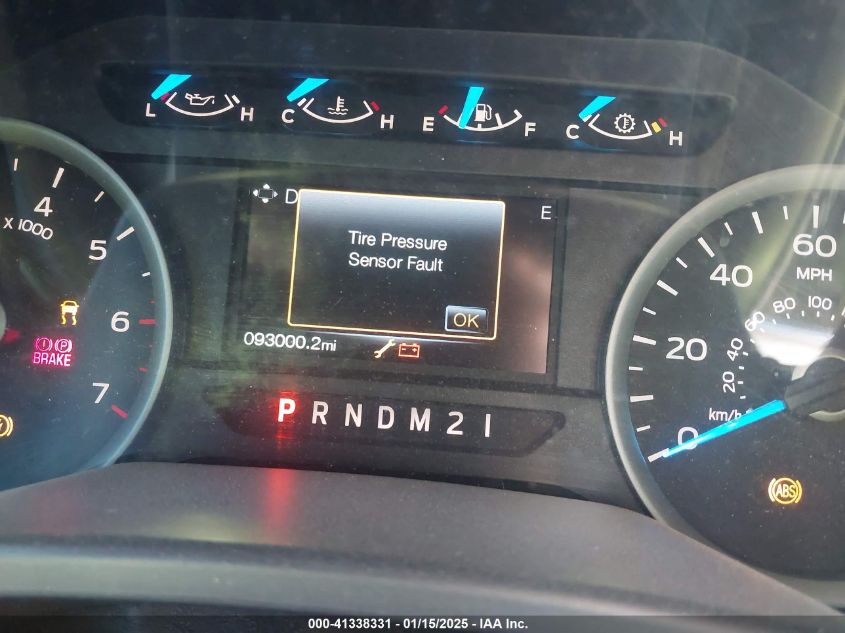 L H C H E F C H
D E
Tire Pressure
Sensor Fault
OK
093000.2mi
P R N D M 2 1
4
x 1000
5
6
7
P
BRAKE
0 20 40 60
MPH
20 40 60 80 100
km/h
ABS
000-41338331 - 01/15/2025 - IAA Inc.